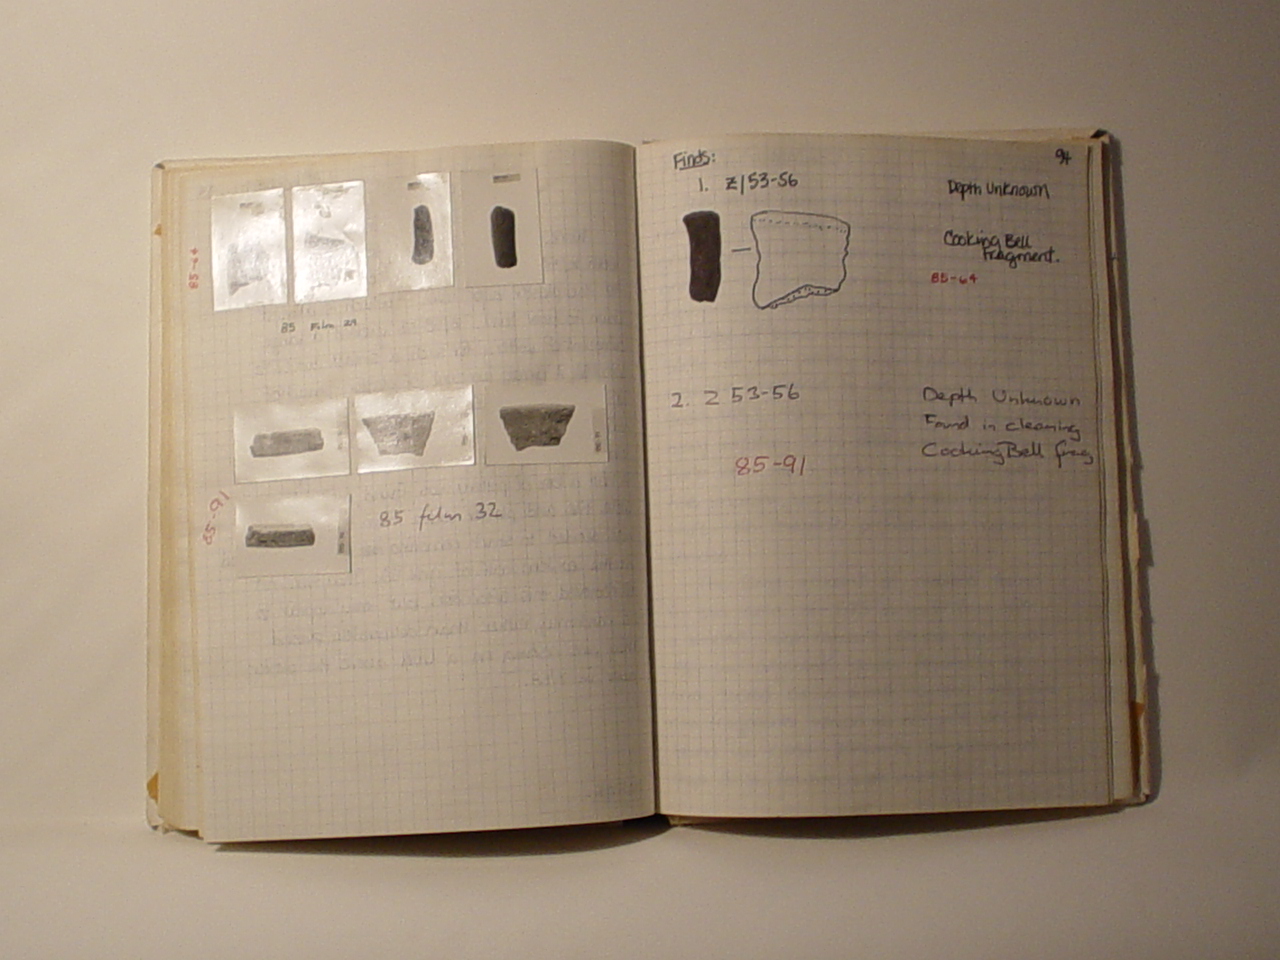 85-64
85 Film 29
85-91
85 film 32
Finds:
94
1. Z/53-56
Depth Unknown
Cooking Bell
Fragment.
85-64
2. Z 53-56
Depth Unknown
Found in cleaning
Cooking Bell frag
85-91